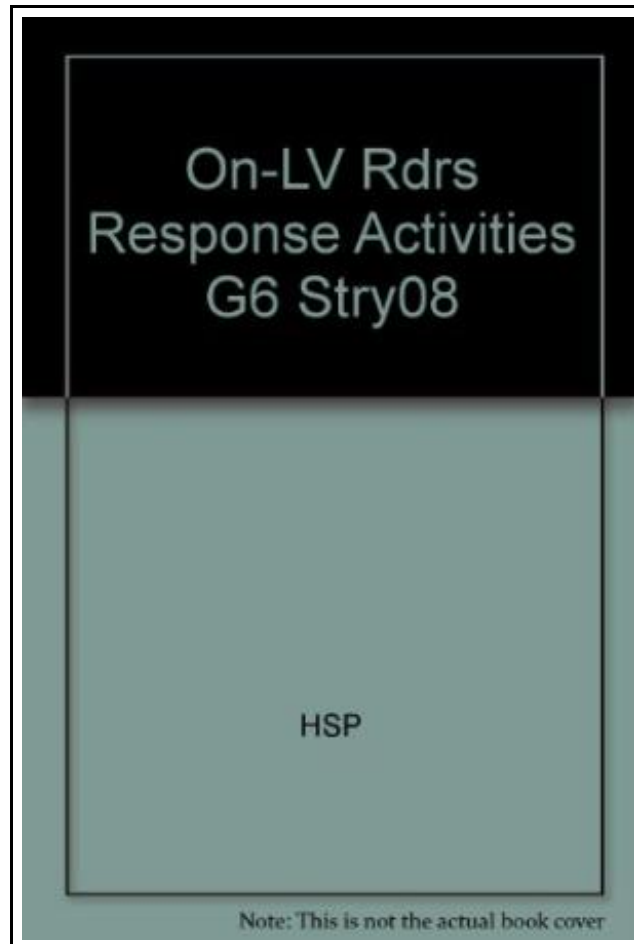 On-LV Rdrs
Response Activities
G6 Stry08
HSP
Note: This is not the actual book cover